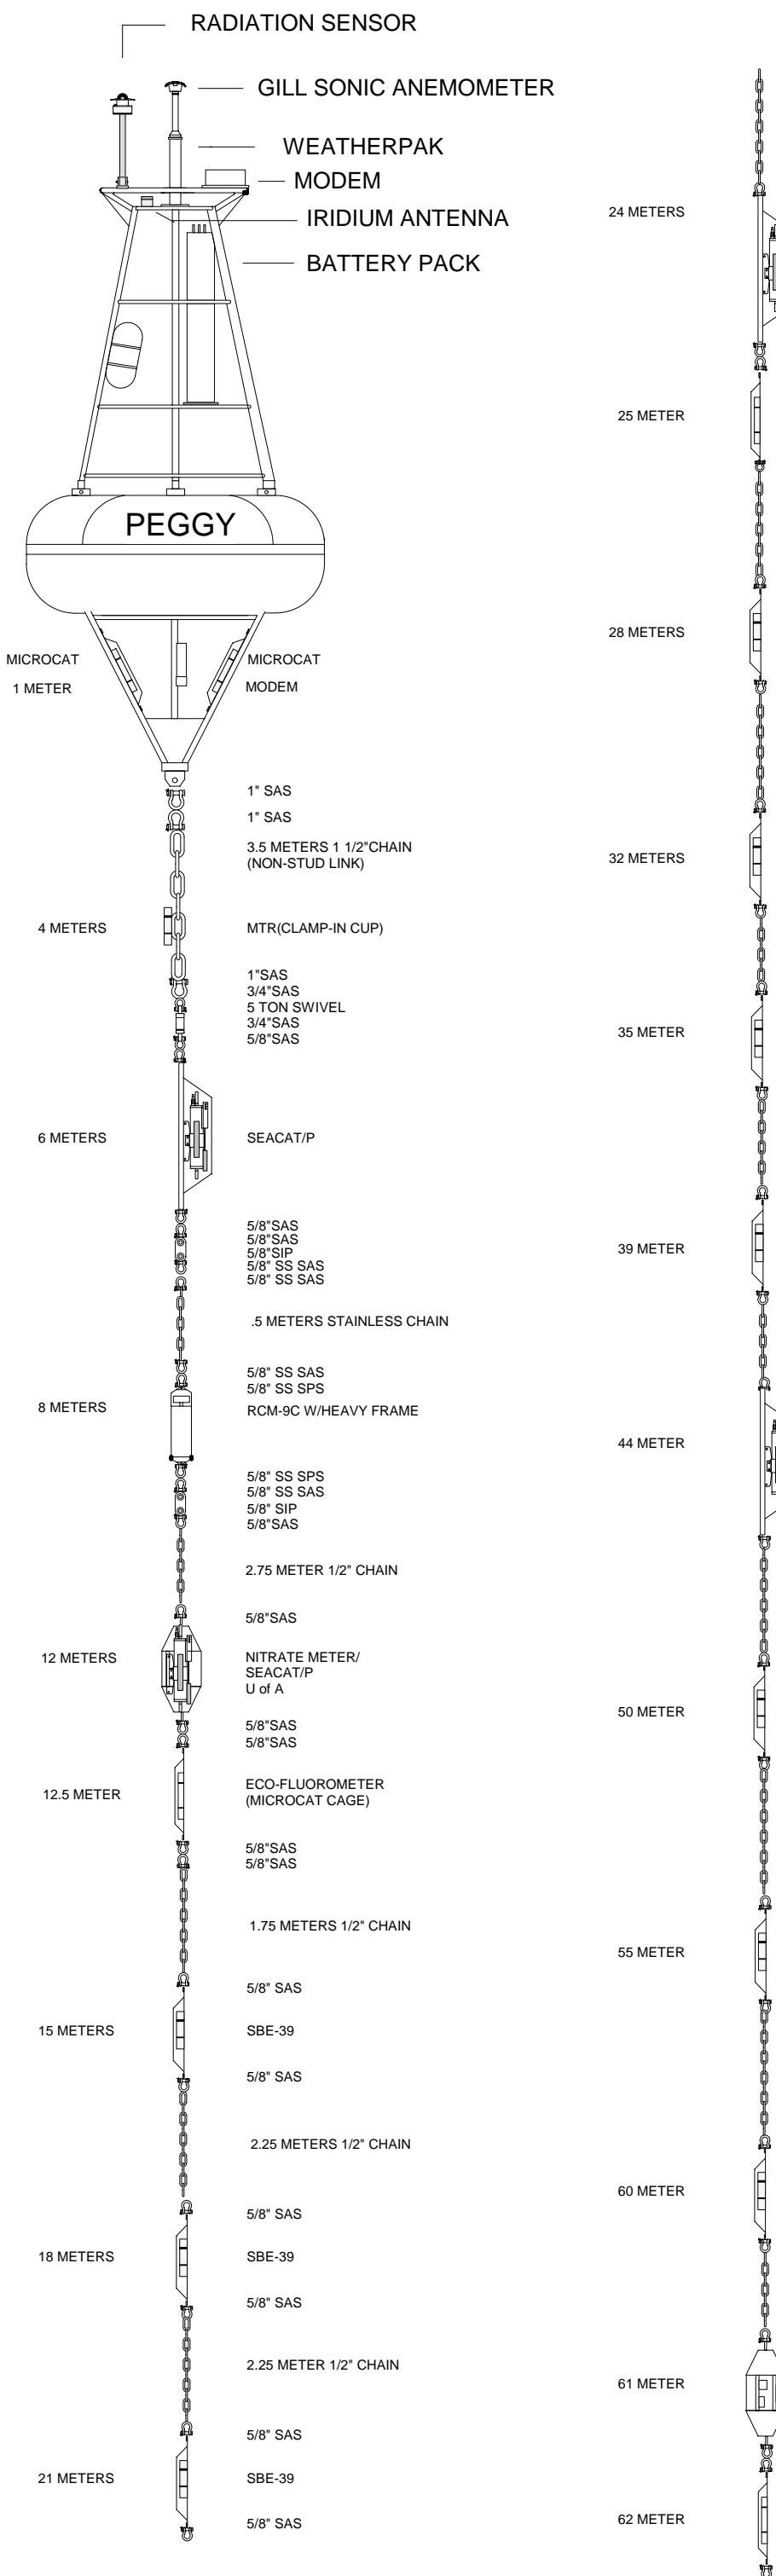 RADIATION SENSOR
GILL SONIC ANEMOMETER
WEATHERPAK
MODEM
IRIDIUM ANTENNA
BATTERY PACK
PEGGY
MICROCAT
1 METER
MICROCAT
MODEM
1" SAS
1" SAS
3.5 METERS 1 1/2"CHAIN
(NON-STUD LINK)
4 METERS
MTR(CLAMP-IN CUP)
1"SAS
3/4"SAS
5 TON SWIVEL
3/4"SAS
5/8"SAS
6 METERS
SEACAT/P
5/8"SAS
5/8"SAS
5/8"SIP
5/8" SS SAS
5/8" SS SAS
.5 METERS STAINLESS CHAIN
5/8" SS SAS
5/8" SS SPS
8 METERS
RCM-9C W/HEAVY FRAME
5/8" SS SPS
5/8" SS SAS
5/8" SIP
5/8"SAS
2.75 METER 1/2" CHAIN
5/8"SAS
12 METERS
NITRATE METER/
SEACAT/P
U of A
5/8"SAS
5/8"SAS
12.5 METER
ECO-FLUOROMETER
(MICROCAT CAGE)
5/8"SAS
5/8"SAS
1.75 METERS 1/2" CHAIN
5/8" SAS
15 METERS
SBE-39
5/8" SAS
2.25 METERS 1/2" CHAIN
5/8" SAS
18 METERS
SBE-39
5/8" SAS
2.25 METER 1/2" CHAIN
5/8" SAS
21 METERS
SBE-39
5/8" SAS
24 METERS
25 METER
28 METERS
32 METERS
35 METER
39 METER
44 METER
50 METER
55 METER
60 METER
61 METER
62 METER